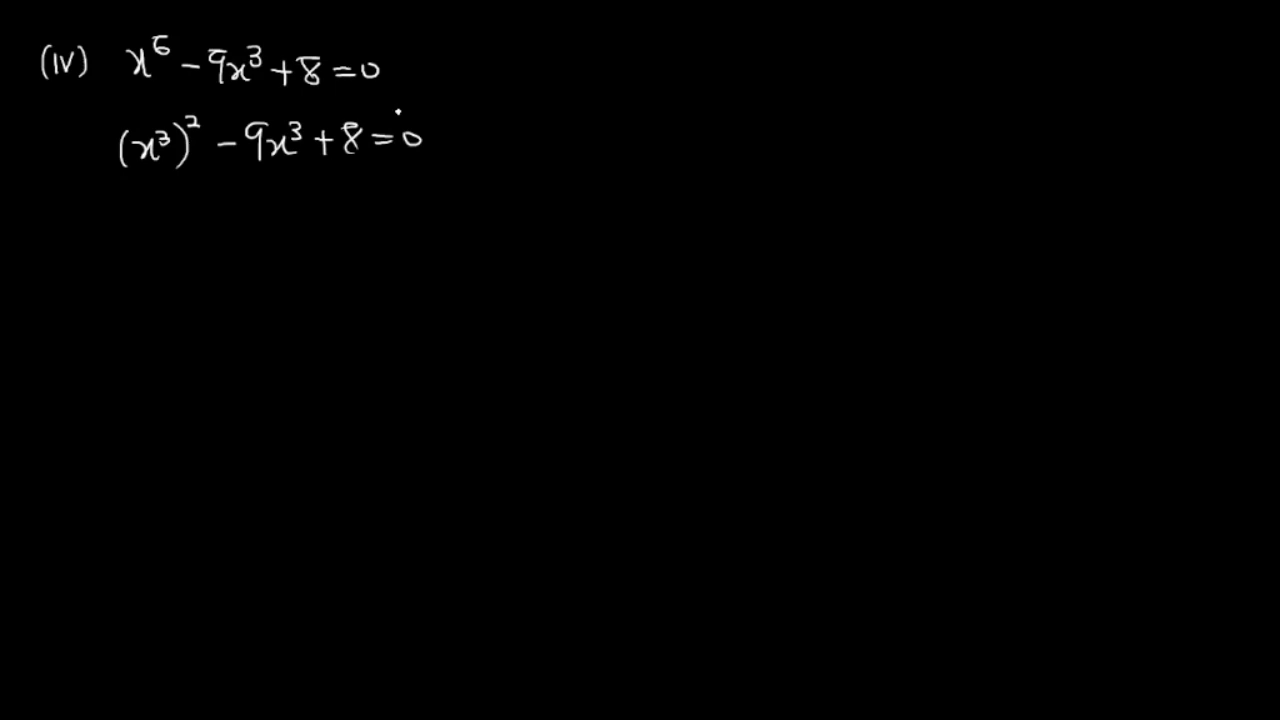 (iv) x⁶ - 9x³ + 8 = 0
(x³)² - 9x³ + 8 = 0